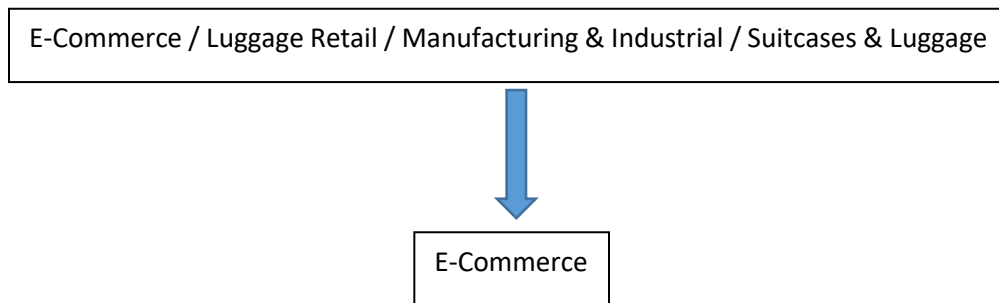 E-Commerce / Luggage Retail / Manufacturing & Industrial / Suitcases & Luggage
E-Commerce